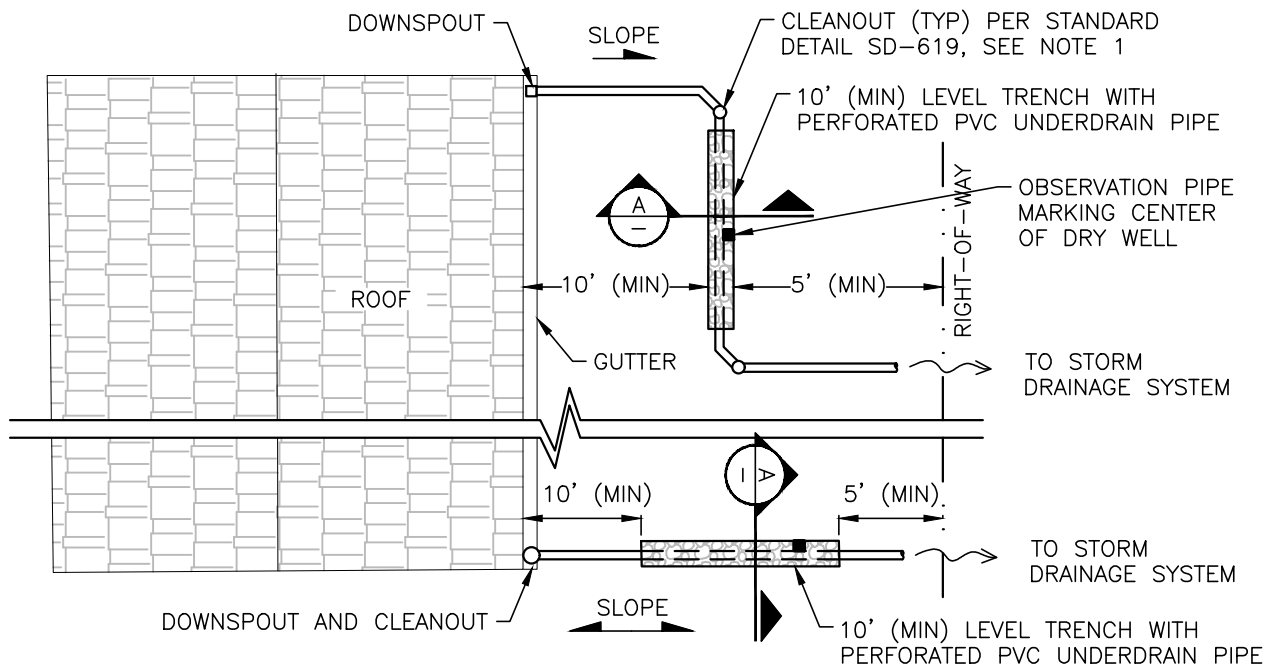 DOWNSPOUT
SLOPE
CLEANOUT (TYP) PER STANDARD
DETAIL SD-619, SEE NOTE 1
10' (MIN) LEVEL TRENCH WITH
PERFORATED PVC UNDERDRAIN PIPE
RIGHT-OF-WAY
OBSERVATION PIPE
MARKING CENTER
OF DRY WELL
A
-
10' (MIN)
5' (MIN)
ROOF
GUTTER
TO STORM
DRAINAGE SYSTEM
A
-
10' (MIN)
5' (MIN)
TO STORM
DRAINAGE SYSTEM
DOWNSPOUT AND CLEANOUT
SLOPE
10' (MIN) LEVEL TRENCH WITH
PERFORATED PVC UNDERDRAIN PIPE